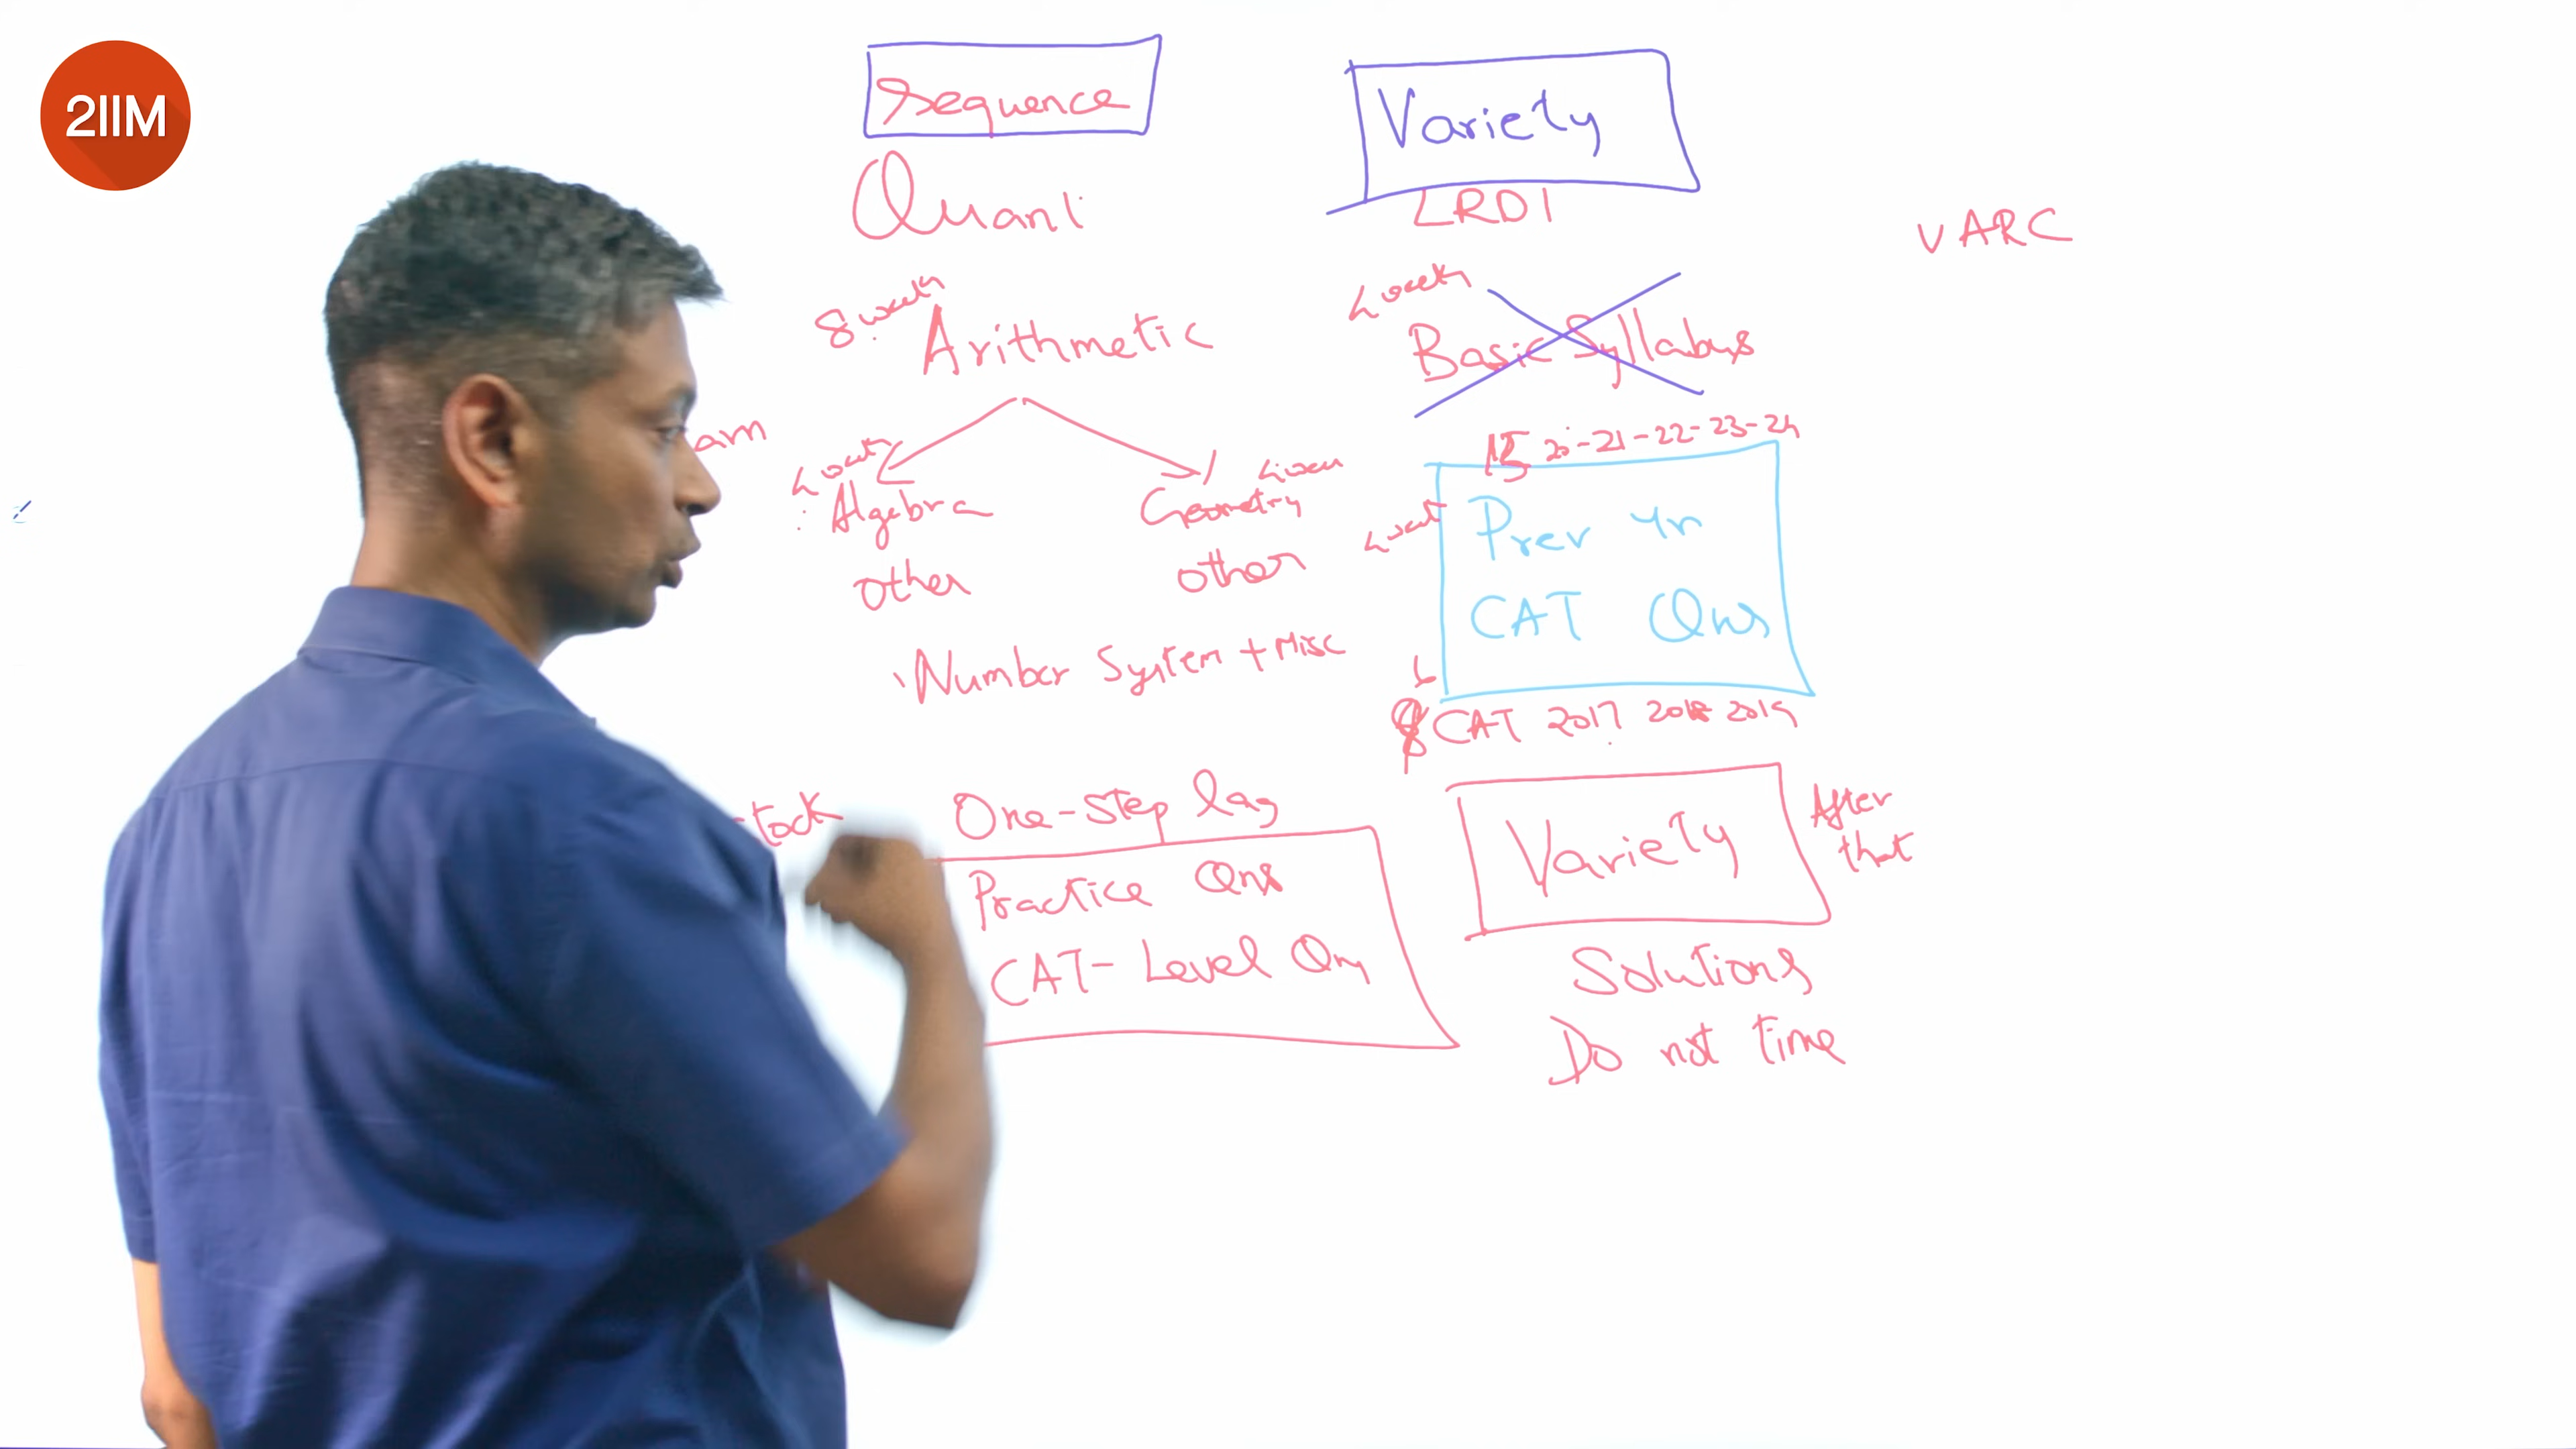 2IIM
Sequence
Variety
Quant
LRDI
VARC
8 week
Arithmetic
4 week
Basic Syllabus
am
4 week
Algebra
Other
Geometry
Other
20-21-22-23-24
4 week
Prev Yr
CAT Qns
Number System + Misc
CAT 2017 2018 2019
One-Step lag
Practice Qns
CAT-Level Qn
Variety
After
that
Solutions
Do not time